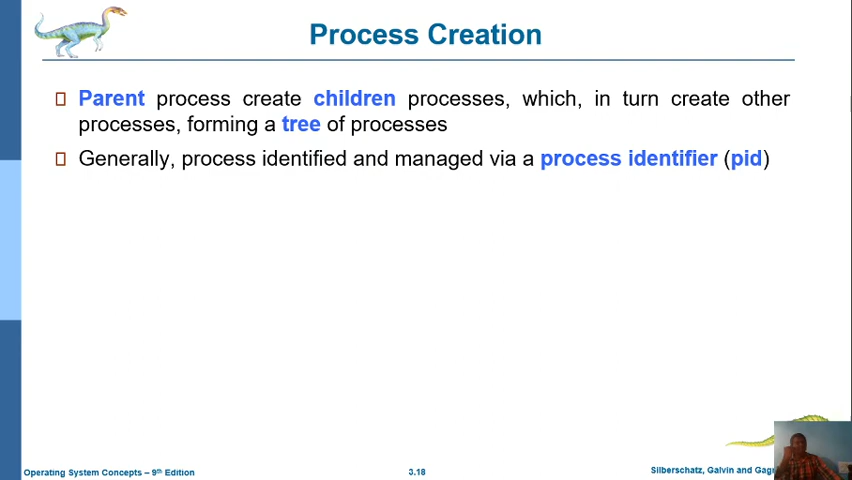 Process Creation
Parent process create children processes, which, in turn create other
processes, forming a tree of processes
Generally, process identified and managed via a process identifier (pid)
Operating System Concepts – 9th Edition
3.18
Silberschatz, Galvin and